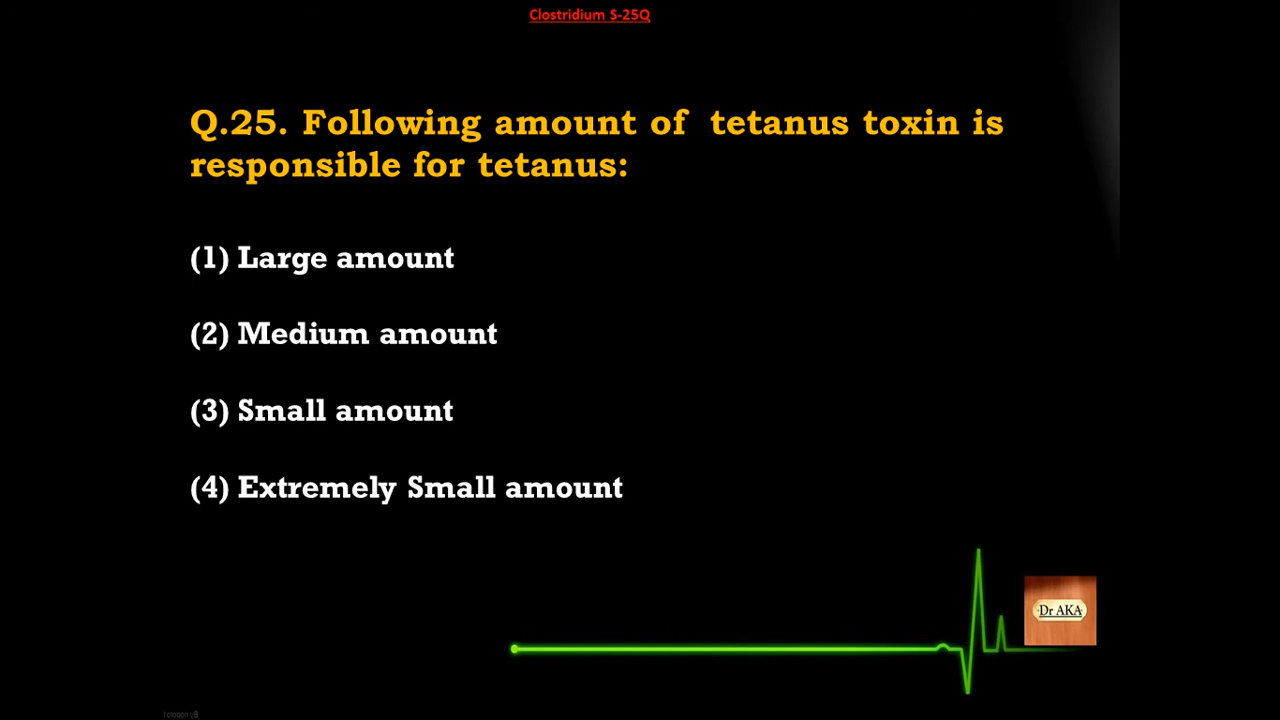 Clostridium S-25Q
Q.25. Following amount of tetanus toxin is
responsible for tetanus:
(1) Large amount
(2) Medium amount
(3) Small amount
(4) Extremely Small amount
Dr AKA